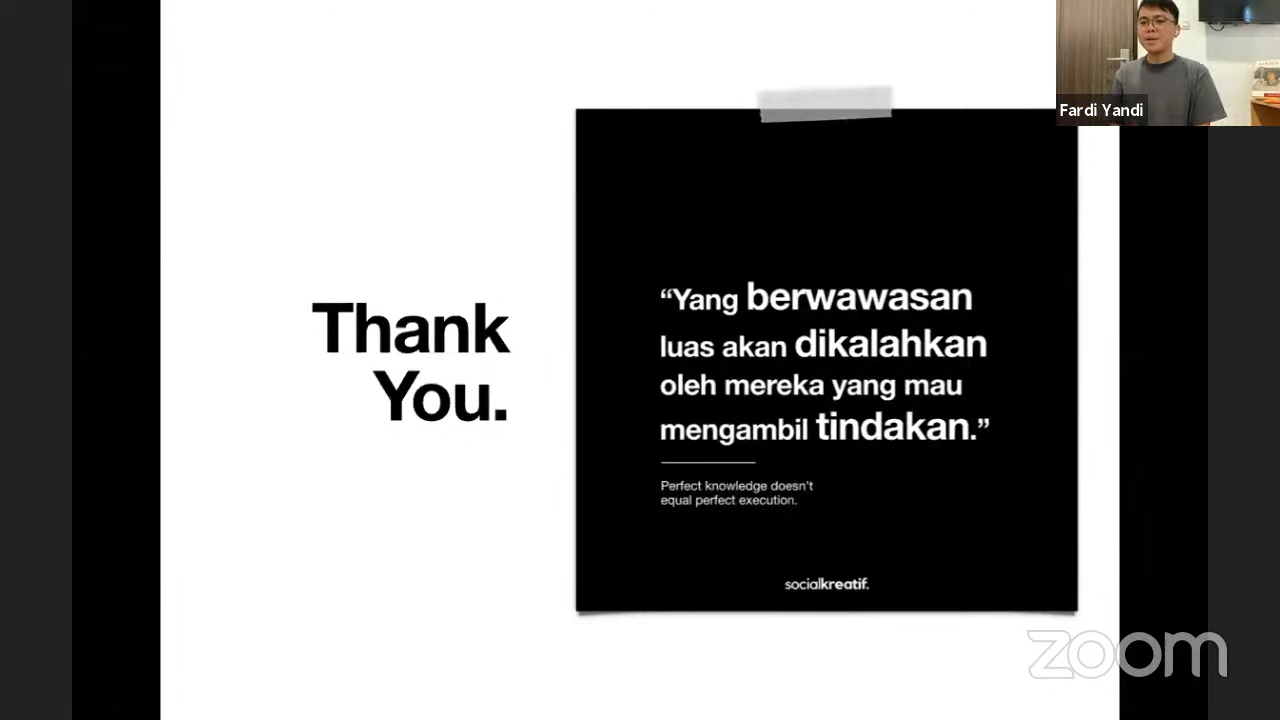 Fardi Yandi
Thank
You.
“Yang berwawasan
luas akan dikalahkan
oleh mereka yang mau
mengambil tindakan.”
Perfect knowledge doesn't
equal perfect execution.
socialkreatif.
zoom